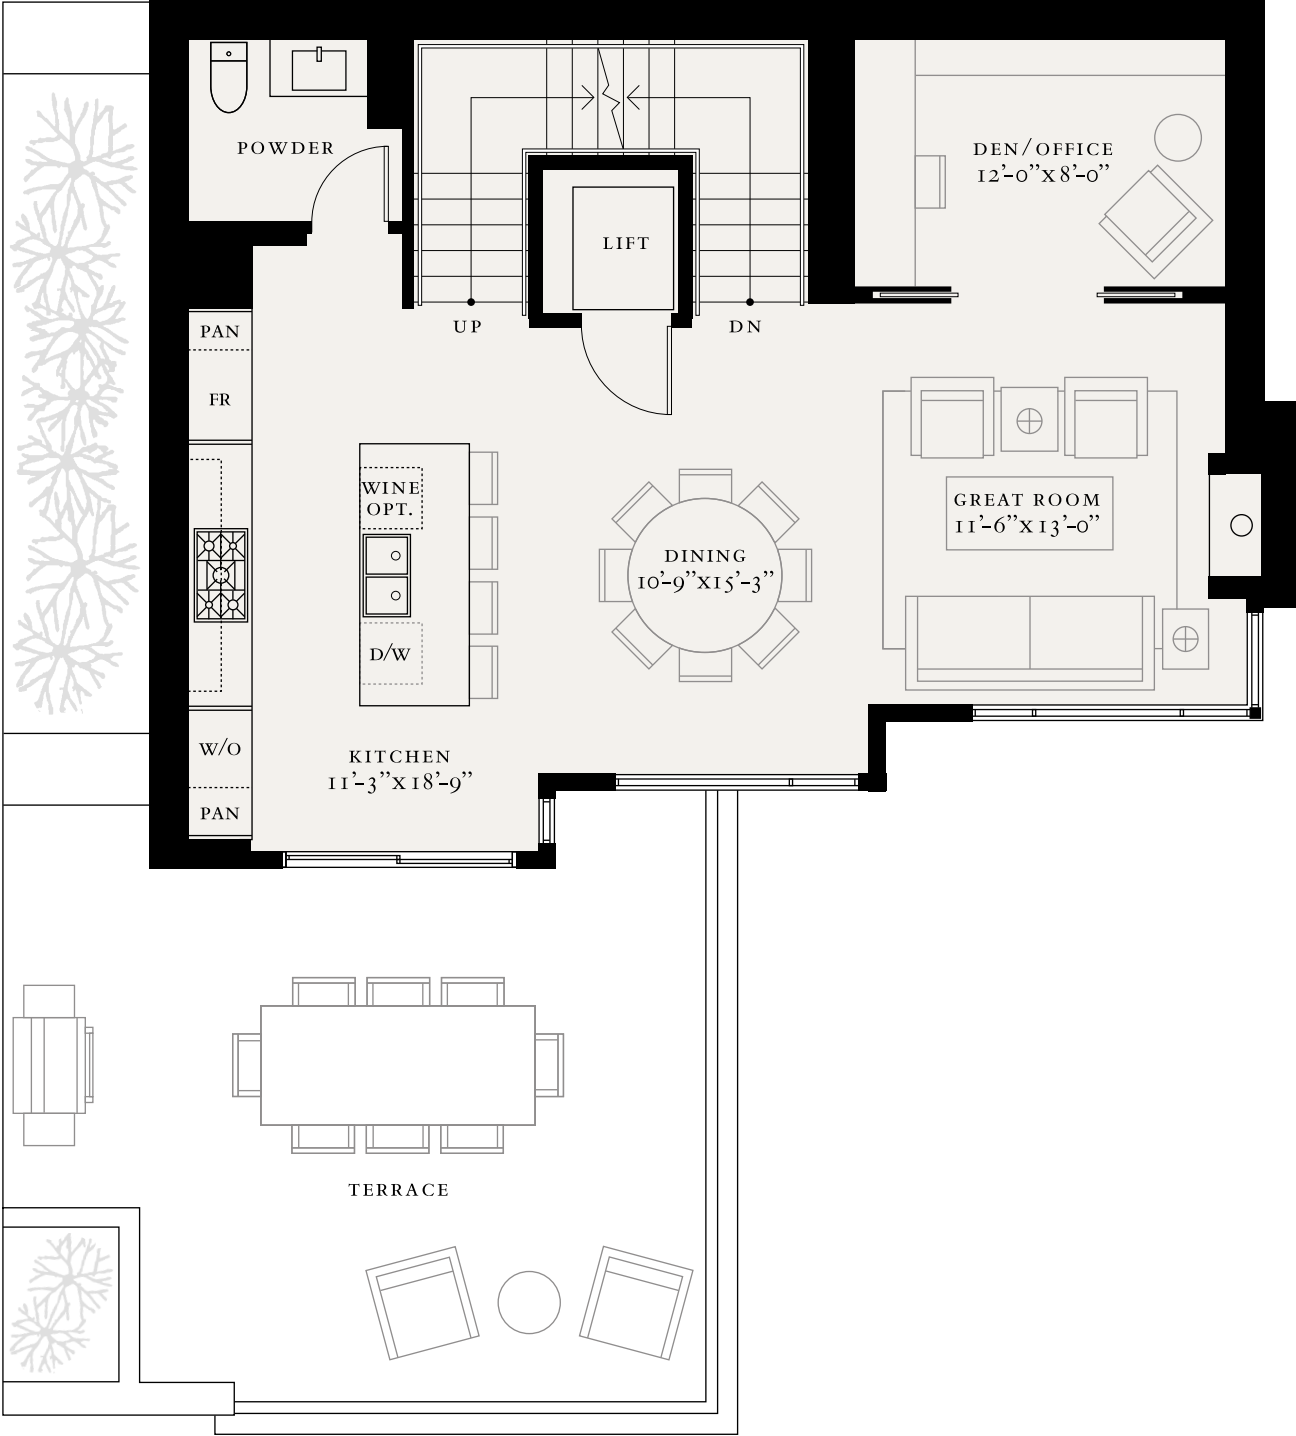 POWDER
DEN/OFFICE
12'-0"X8'-0"
LIFT
UP
DN
PAN
FR
WINE
OPT.
GREAT ROOM
11'-6"X13'-0"
DINING
10'-9"X15'-3"
D/W
W/O
KITCHEN
11'-3"X18'-9"
PAN
TERRACE